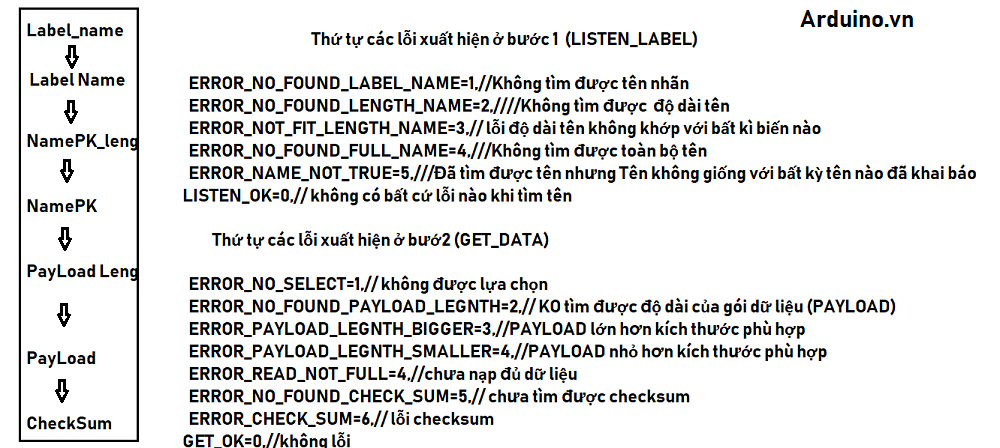 Label_name
Label Name
NamePK_leng
NamePK
PayLoad Leng
PayLoad
CheckSum
Arduino.vn
Thứ tự các lỗi xuất hiện ở bước 1 (LISTEN_LABEL)
ERROR_NO_FOUND_LABEL_NAME=1,//Không tìm được tên nhãn
ERROR_NO_FOUND_LENGTH_NAME=2,////Không tìm được độ dài tên
ERROR_NOT_FIT_LENGTH_NAME=3,// lỗi độ dài tên không khớp với bất kì biến nào
ERROR_NO_FOUND_FULL_NAME=4,///Không tìm được toàn bộ tên
ERROR_NAME_NOT_TRUE=5,///Đã tìm được tên nhưng Tên không giống với bất kỳ tên nào đã khai báo
LISTEN_OK=0,// không có bất cứ lỗi nào khi tìm tên
Thứ tự các lỗi xuất hiện ở bướ2 (GET_DATA)
ERROR_NO_SELECT=1,// không được lựa chọn
ERROR_NO_FOUND_PAYLOAD_LEGNTH=2,// KO tìm được độ dài của gói dữ liệu (PAYLOAD)
ERROR_PAYLOAD_LEGNTH_BIGGER=3,//PAYLOAD lớn hơn kích thước phù hợp
ERROR_PAYLOAD_LEGNTH_SMALLER=4,//PAYLOAD nhỏ hơn kích thước phù hợp
ERROR_READ_NOT_FULL=4,//chưa nạp đủ dữ liệu
ERROR_NO_FOUND_CHECK_SUM=5,// chưa tìm được checksum
ERROR_CHECK_SUM=6,// lỗi checksum
GET_OK=0,//không lỗi